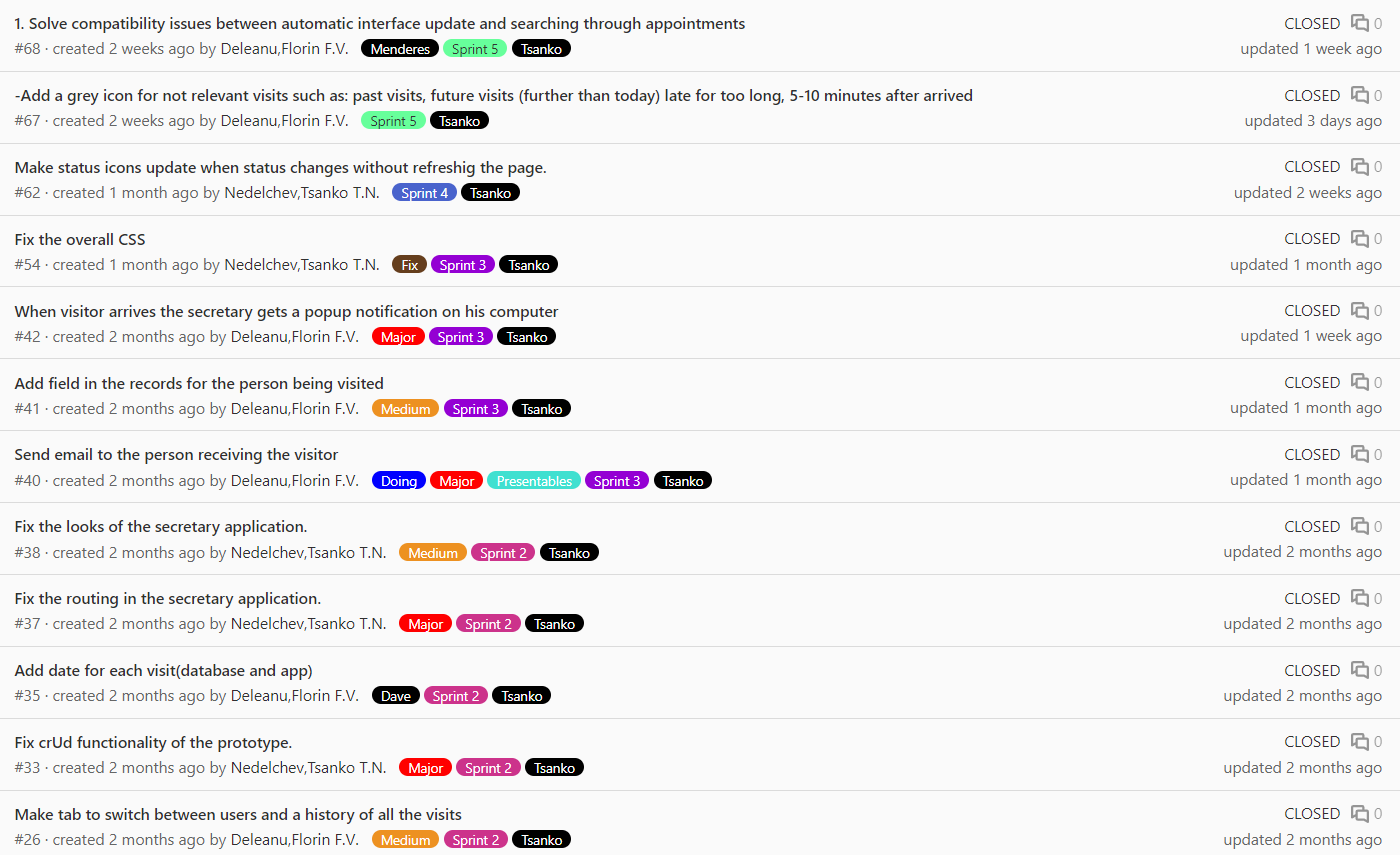 1. Solve compatibility issues between automatic interface update and searching through appointments CLOSED 0
#68 · created 2 weeks ago by Deleanu,Florin F.V. Menderes Sprint 5 Tsanko updated 1 week ago
-Add a grey icon for not relevant visits such as: past visits, future visits (further than today) late for too long, 5-10 minutes after arrived CLOSED 0
#67 · created 2 weeks ago by Deleanu,Florin F.V. Sprint 5 Tsanko updated 3 days ago
Make status icons update when status changes without refreshig the page. CLOSED 0
#62 · created 1 month ago by Nedelchev,Tsanko T.N. Sprint 4 Tsanko updated 2 weeks ago
Fix the overall CSS CLOSED 0
#54 · created 1 month ago by Nedelchev,Tsanko T.N. Fix Sprint 3 Tsanko updated 1 month ago
When visitor arrives the secretary gets a popup notification on his computer CLOSED 0
#42 · created 2 months ago by Deleanu,Florin F.V. Major Sprint 3 Tsanko updated 1 week ago
Add field in the records for the person being visited CLOSED 0
#41 · created 2 months ago by Deleanu,Florin F.V. Medium Sprint 3 Tsanko updated 1 month ago
Send email to the person receiving the visitor CLOSED 0
#40 · created 2 months ago by Deleanu,Florin F.V. Doing Major Presentables Sprint 3 Tsanko updated 1 month ago
Fix the looks of the secretary application. CLOSED 0
#38 · created 2 months ago by Nedelchev,Tsanko T.N. Medium Sprint 2 Tsanko updated 2 months ago
Fix the routing in the secretary application. CLOSED 0
#37 · created 2 months ago by Nedelchev,Tsanko T.N. Major Sprint 2 Tsanko updated 2 months ago
Add date for each visit(database and app) CLOSED 0
#35 · created 2 months ago by Deleanu,Florin F.V. Dave Sprint 2 Tsanko updated 2 months ago
Fix crUd functionality of the prototype. CLOSED 0
#33 · created 2 months ago by Nedelchev,Tsanko T.N. Major Sprint 2 Tsanko updated 2 months ago
Make tab to switch between users and a history of all the visits CLOSED 0
#26 · created 2 months ago by Deleanu,Florin F.V. Medium Sprint 2 Tsanko updated 2 months ago